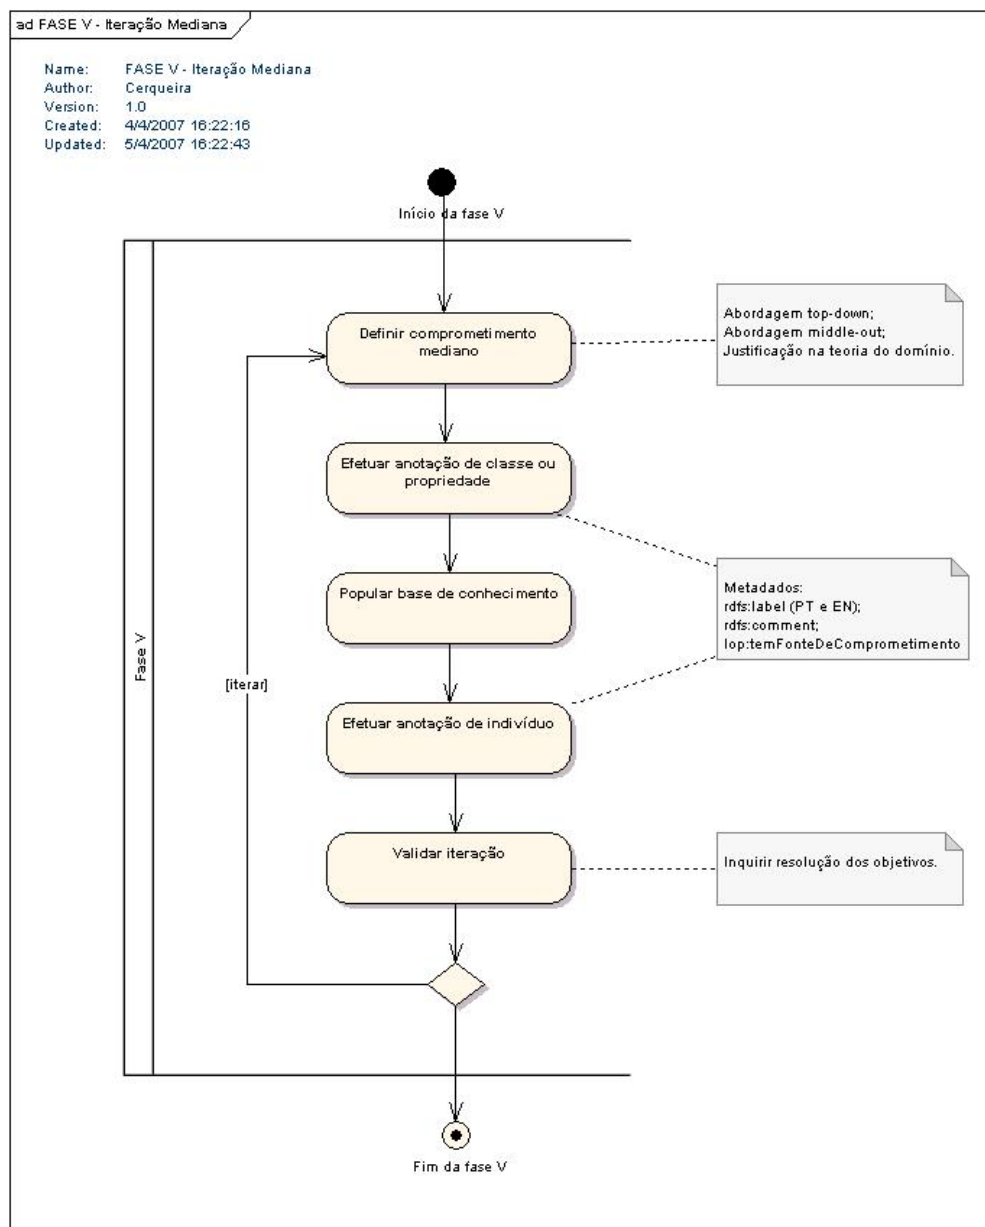 ad FASE V - Iteração Mediana
Name: FASE V - Iteração Mediana
Author: Cerqueira
Version: 1.0
Created: 4/4/2007 16:22:16
Updated: 5/4/2007 16:22:43
Início da fase V
Definir comprometimento
mediano
Abordagem top-down;
Abordagem middle-out;
Justificação na teoria do domínio.
Efetuar anotação de classe ou
propriedade
Popular base de conhecimento
Metadados:
rdfs:label (PT e EN);
rdfs:comment;
lop:temFonteDeComprometimento
Fase V
[iterar]
Efetuar anotação de indivíduo
Validar iteração
Inquirir resolução dos objetivos.
Fim da fase V